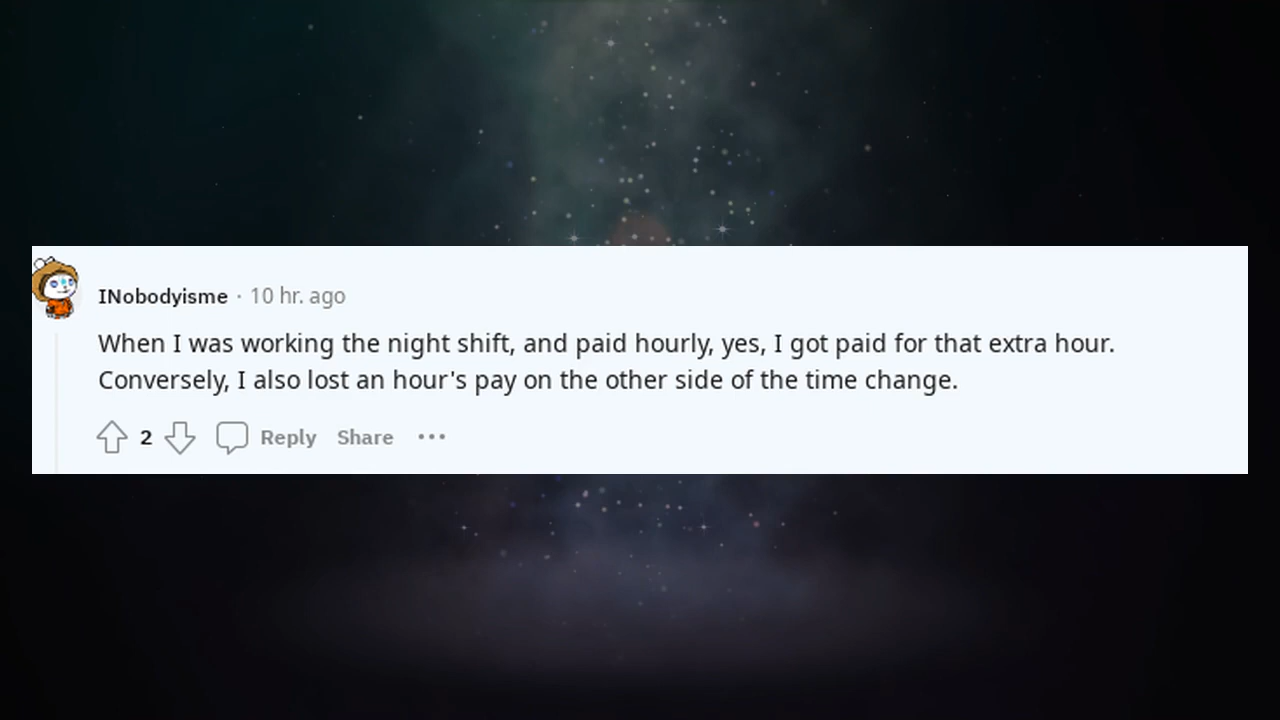 INobodyisme · 10 hr. ago
When I was working the night shift, and paid hourly, yes, I got paid for that extra hour.
Conversely, I also lost an hour's pay on the other side of the time change.
2 Reply Share •••